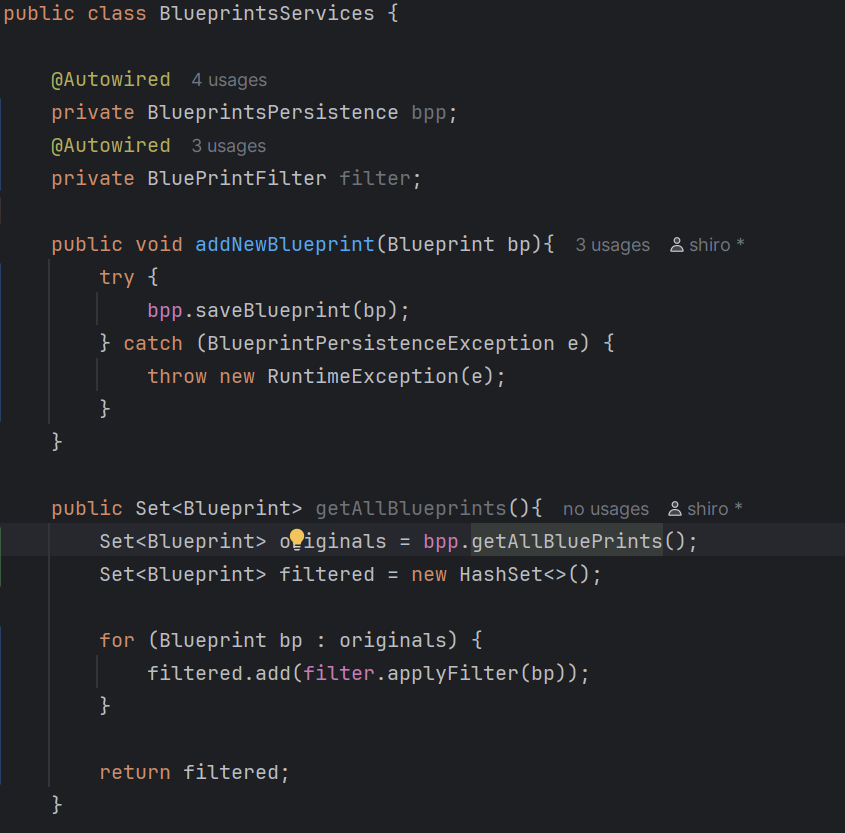 public class BlueprintsServices {
@Autowired 4 usages
private BlueprintsPersistence bpp;
@Autowired 3 usages
private BluePrintFilter filter;
public void addNewBlueprint(Blueprint bp){ 3 usages shiro *
try {
bpp.saveBlueprint(bp);
} catch (BlueprintPersistenceException e) {
throw new RuntimeException(e);
}
}
public Set<Blueprint> getAllBlueprints(){ no usages shiro *
Set<Blueprint> originals = bpp.getAllBluePrints();
Set<Blueprint> filtered = new HashSet<>();
for (Blueprint bp : originals) {
filtered.add(filter.applyFilter(bp));
}
return filtered;
}